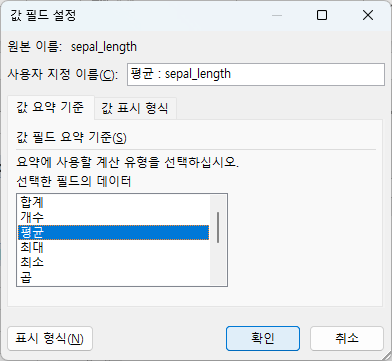 값 필드 설정
원본 이름: sepal_length
사용자 지정 이름(C): 평균 : sepal_length
값 요약 기준 값 표시 형식
값 필드 요약 기준(S)
요약에 사용할 계산 유형을 선택하십시오.
선택한 필드의 데이터
합계
개수
평균
최대
최소
곱
표시 형식(N) 확인 취소